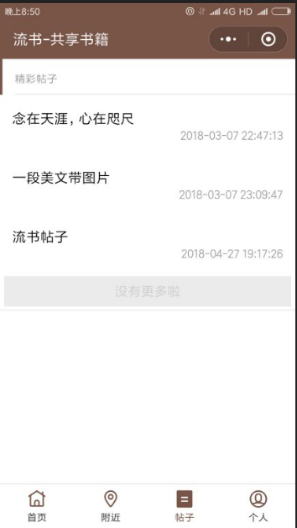 晚上8:50
4G HD
流书-共享书籍
精彩帖子
念在天涯，心在咫尺
2018-03-07 22:47:13
一段美文带图片
2018-03-07 23:09:47
流书帖子
2018-04-27 19:17:26
没有更多啦
首页
附近
帖子
个人